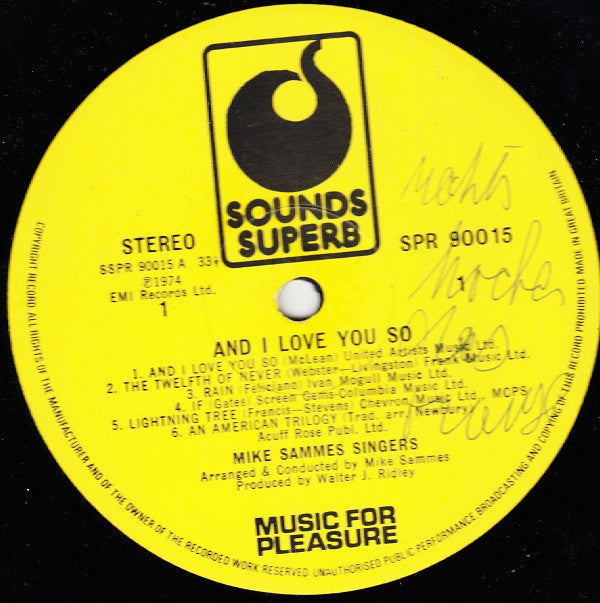 SOUNDS
SUPERB
STEREO
SPR 90015
SSPR 90015 A 33⅓
℗1974
EMI Records Ltd.
1
1
AND I LOVE YOU SO
1. AND I LOVE YOU SO (McLean) United Artists Music Ltd.
2. THE TWELFTH OF NEVER (Webster—Livingston) Frank Music Ltd.
3. RAIN (Feliciano) Ivan Mogull Music Ltd.
4. IF (Gates) Screen Gems-Columbia Music Ltd.
5. LIGHTNING TREE (Francis—Stevens) Chevron Music Ltd. MCPS
6. AN AMERICAN TRILOGY (Trad. arr. Newbury)
Acuff Rose Publ. Ltd.
MIKE SAMMES SINGERS
Arranged & Conducted by Mike Sammes
Produced by Walter J. Ridley
MUSIC FOR
PLEASURE
COPYRIGHT RECORD ALL RIGHTS OF THE MANUFACTURER AND OF THE OWNER OF THE RECORDED WORK RESERVED. UNAUTHORISED PUBLIC PERFORMANCE BROADCASTING AND COPYING OF THIS RECORD PROHIBITED MADE IN GREAT BRITAIN